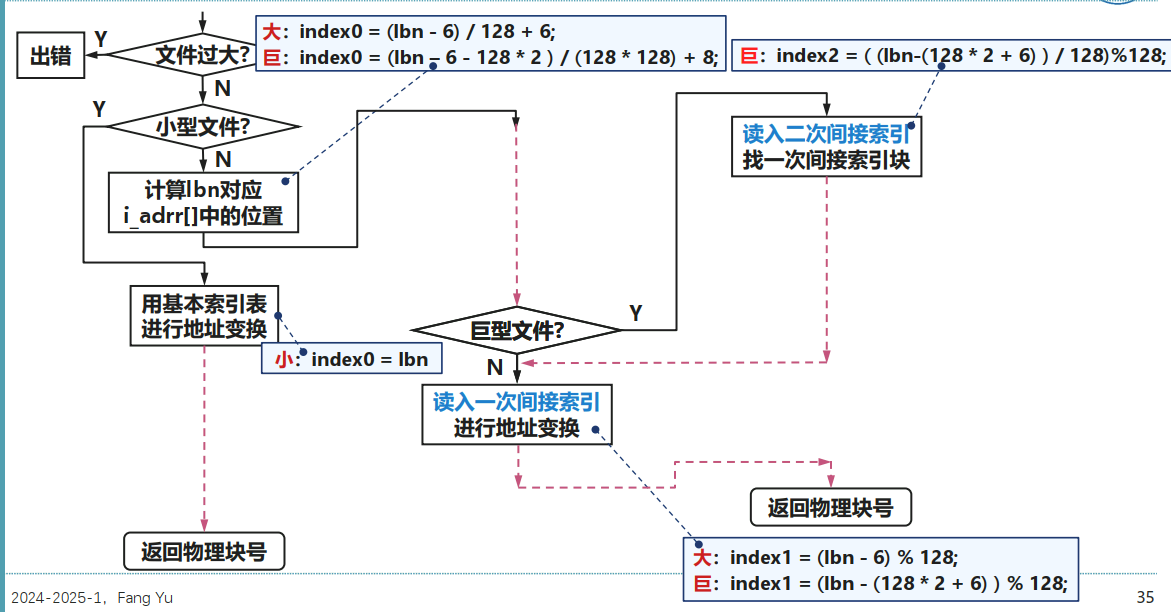 大：index0 = (lbn - 6) / 128 + 6;
巨：index0 = (lbn – 6 - 128 * 2 ) / (128 * 128) + 8;
出错
Y
文件过大?
巨：index2 = ( (lbn-(128 * 2 + 6) ) / 128)%128;
N
Y
小型文件?
N
计算lbn对应
i_adrr[]中的位置
读入二次间接索引
找一次间接索引块
用基本索引表
进行地址变换
小：index0 = lbn
巨型文件?
Y
N
读入一次间接索引
进行地址变换
返回物理块号
返回物理块号
大：index1 = (lbn - 6) % 128;
巨：index1 = (lbn - (128 * 2 + 6) ) % 128;
2024-2025-1，Fang Yu
35